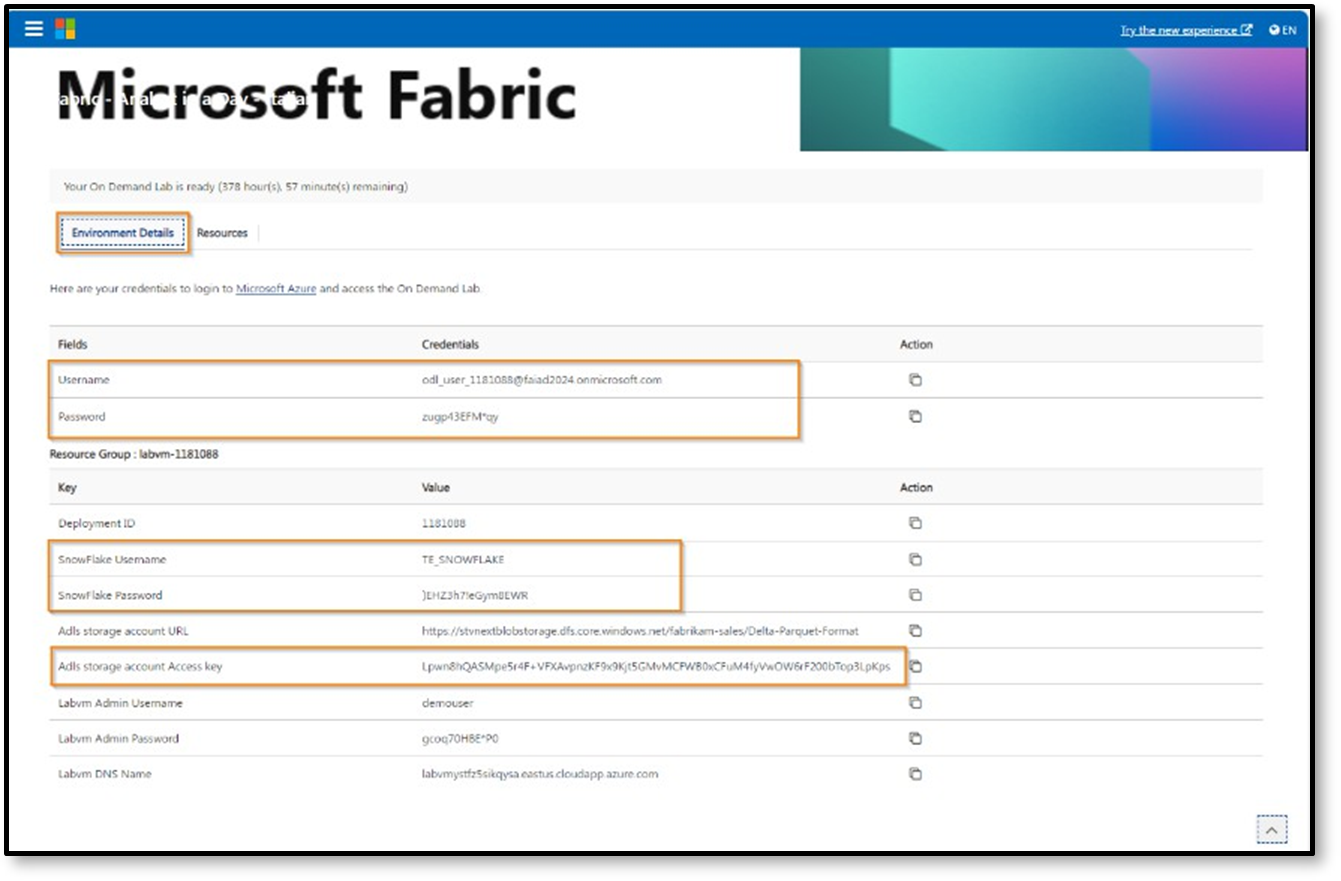 Try the new experience EN
Microsoft Fabric
Fabric - Analyst in a Day - Italian
Your On Demand Lab is ready (378 hour(s), 57 minute(s) remaining)
Environment Details Resources
Here are your credentials to login to Microsoft Azure and access the On Demand Lab.
Fields Credentials Action
Username odl_user_1181088@faiad2024.onmicrosoft.com
Password zugp43EFM*qy
Resource Group : labvm-1181088
Key Value Action
Deployment ID 1181088
SnowFlake Username TE_SNOWFLAKE
SnowFlake Password }EHZ3h7!eGym8EWR
Adls storage account URL https://stvnextblobstorage.dfs.core.windows.net/fabrikam-sales/Delta-Parquet-Format
Adls storage account Access key
Labvm Admin Username demouser
Labvm Admin Password gcoq70HBE*P0
Labvm DNS Name labvmystfz5sikqysa.eastus.cloudapp.azure.com